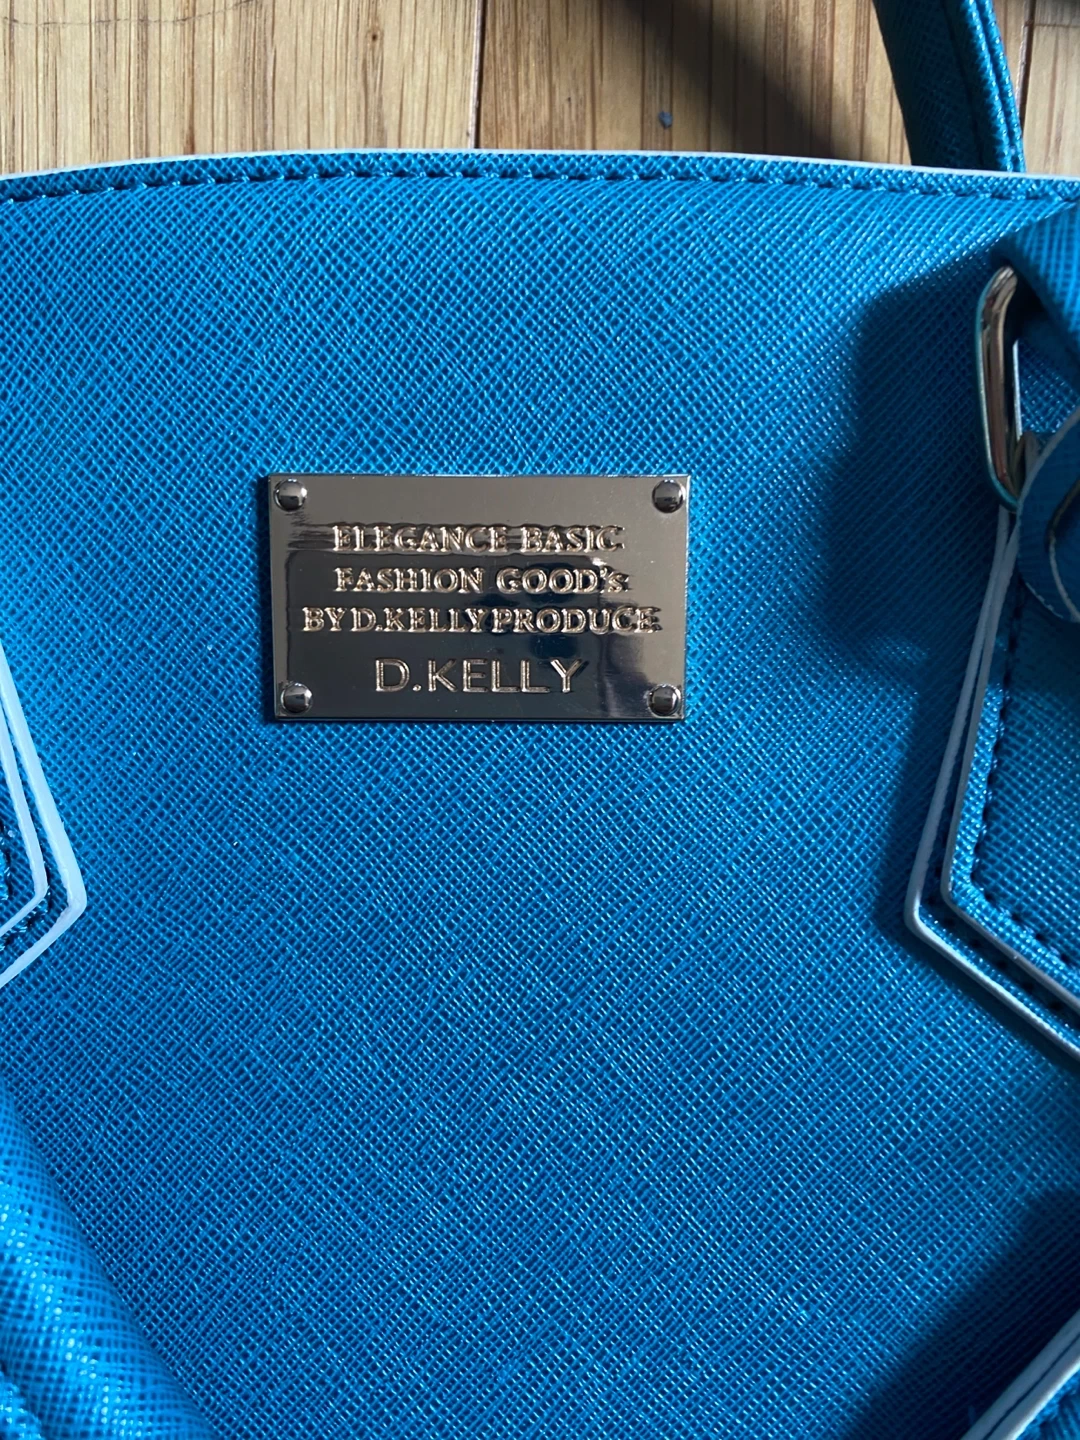 ELEGANCE BASIC
FASHION GOOD's
BY D.KELLY PRODUCE
D.KELLY